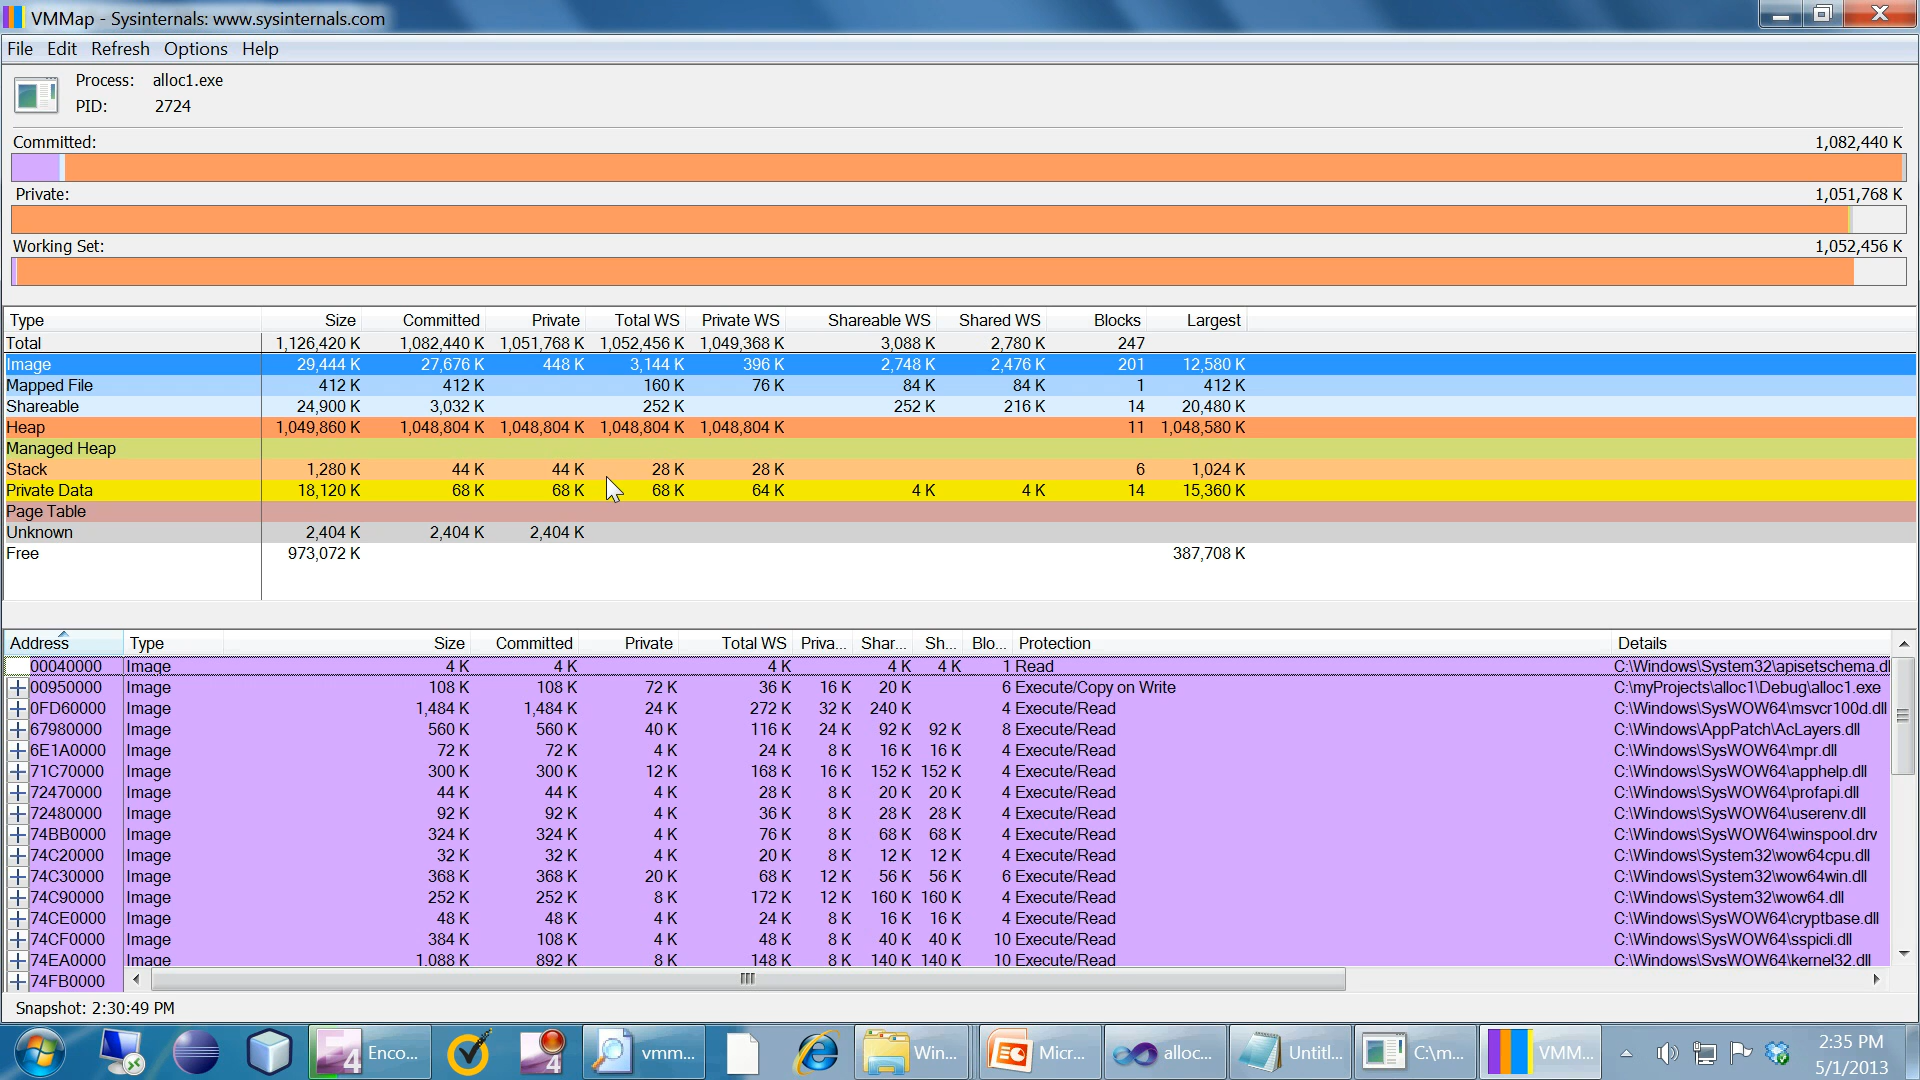 VMMap - Sysinternals: www.sysinternals.com
File Edit Refresh Options Help
Process: alloc1.exe
PID: 2724
Committed: 1,082,440 K
Private: 1,051,768 K
Working Set: 1,052,456 K
Type Size Committed Private Total WS Private WS Shareable WS Shared WS Blocks Largest
Total 1,126,420 K 1,082,440 K 1,051,768 K 1,052,456 K 1,049,368 K 3,088 K 2,780 K 247
Image 29,444 K 27,676 K 448 K 3,144 K 396 K 2,748 K 2,476 K 201 12,580 K
Mapped File 412 K 412 K 160 K 76 K 84 K 84 K 1 412 K
Shareable 24,900 K 3,032 K 252 K 252 K 216 K 14 20,480 K
Heap 1,049,860 K 1,048,804 K 1,048,804 K 1,048,804 K 1,048,804 K 11 1,048,580 K
Managed Heap
Stack 1,280 K 44 K 44 K 28 K 28 K 6 1,024 K
Private Data 18,120 K 68 K 68 K 68 K 64 K 4 K 4 K 14 15,360 K
Page Table
Unknown 2,404 K 2,404 K 2,404 K
Free 973,072 K 387,708 K
Address Type Size Committed Private Total WS Priva... Shar... Sh... Blo... Protection Details
00040000 Image 4 K 4 K 4 K 4 K 4 K 1 Read C:\Windows\System32\apisetschema.dl
00950000 Image 108 K 108 K 72 K 36 K 16 K 20 K 6 Execute/Copy on Write C:\myProjects\alloc1\Debug\alloc1.exe
0FD60000 Image 1,484 K 1,484 K 24 K 272 K 32 K 240 K 4 Execute/Read C:\Windows\SysWOW64\msvcr100d.dll
67980000 Image 560 K 560 K 40 K 116 K 24 K 92 K 92 K 8 Execute/Read C:\Windows\AppPatch\AcLayers.dll
6E1A0000 Image 72 K 72 K 4 K 24 K 8 K 16 K 16 K 4 Execute/Read C:\Windows\SysWOW64\mpr.dll
71C70000 Image 300 K 300 K 12 K 168 K 16 K 152 K 152 K 4 Execute/Read C:\Windows\SysWOW64\apphelp.dll
72470000 Image 44 K 44 K 4 K 28 K 8 K 20 K 20 K 4 Execute/Read C:\Windows\SysWOW64\profapi.dll
72480000 Image 92 K 92 K 4 K 36 K 8 K 28 K 28 K 4 Execute/Read C:\Windows\SysWOW64\userenv.dll
74BB0000 Image 324 K 324 K 4 K 76 K 8 K 68 K 68 K 4 Execute/Read C:\Windows\SysWOW64\winspool.drv
74C20000 Image 32 K 32 K 4 K 20 K 8 K 12 K 12 K 4 Execute/Read C:\Windows\System32\wow64cpu.dll
74C30000 Image 368 K 368 K 20 K 68 K 12 K 56 K 56 K 6 Execute/Read C:\Windows\System32\wow64win.dll
74C90000 Image 252 K 252 K 8 K 172 K 12 K 160 K 160 K 4 Execute/Read C:\Windows\System32\wow64.dll
74CE0000 Image 48 K 48 K 4 K 24 K 8 K 16 K 16 K 4 Execute/Read C:\Windows\SysWOW64\cryptbase.dll
74CF0000 Image 384 K 108 K 4 K 48 K 8 K 40 K 40 K 10 Execute/Read C:\Windows\SysWOW64\sspicli.dll
74EA0000 Image 1,088 K 892 K 8 K 148 K 8 K 140 K 140 K 10 Execute/Read C:\Windows\SysWOW64\kernel32.dll
74FB0000
Snapshot: 2:30:49 PM
4 Enco... 4 vmm... Win... Micr... alloc... Untitl... C:\m... VMM... 2:35 PM
5/1/2013